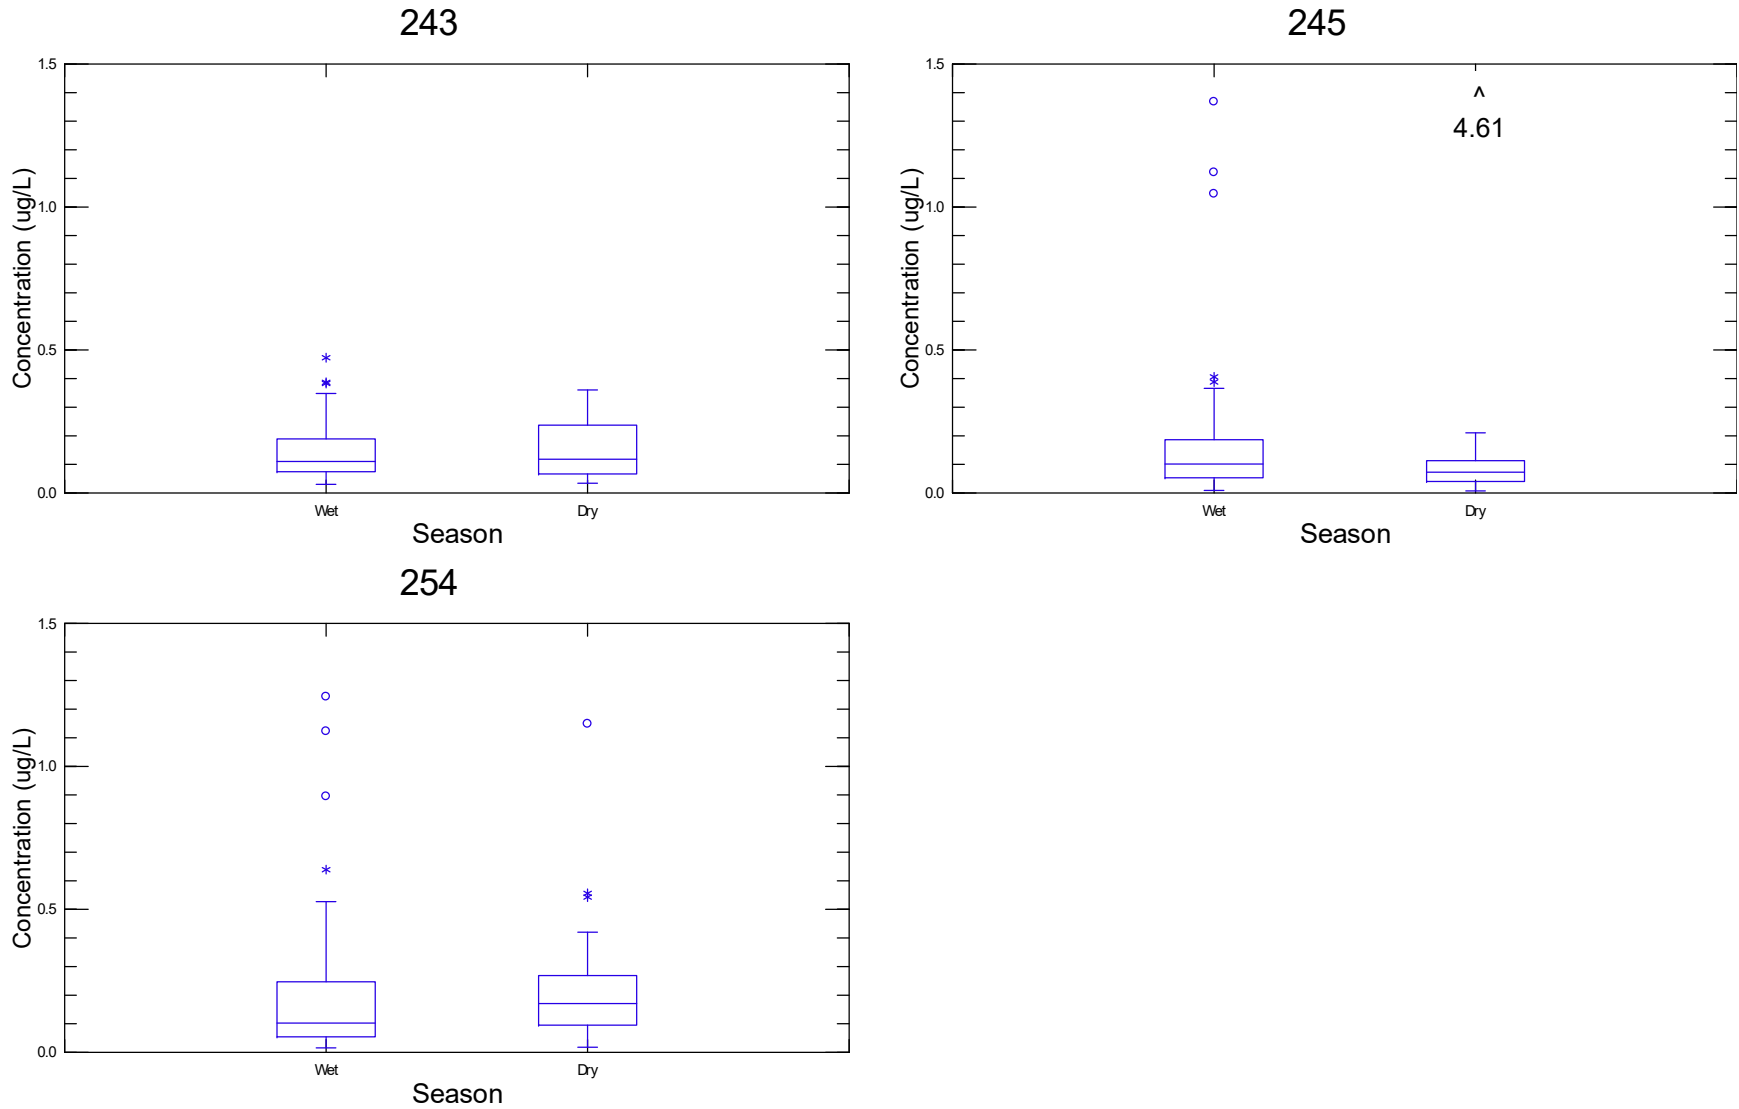 243
1.5
1.0
0.5
0.0
Concentration (ug/L)
Wet
Dry
Season
245
1.5
1.0
0.5
0.0
Concentration (ug/L)
^
4.61
Wet
Dry
Season
254
1.5
1.0
0.5
0.0
Concentration (ug/L)
Wet
Dry
Season